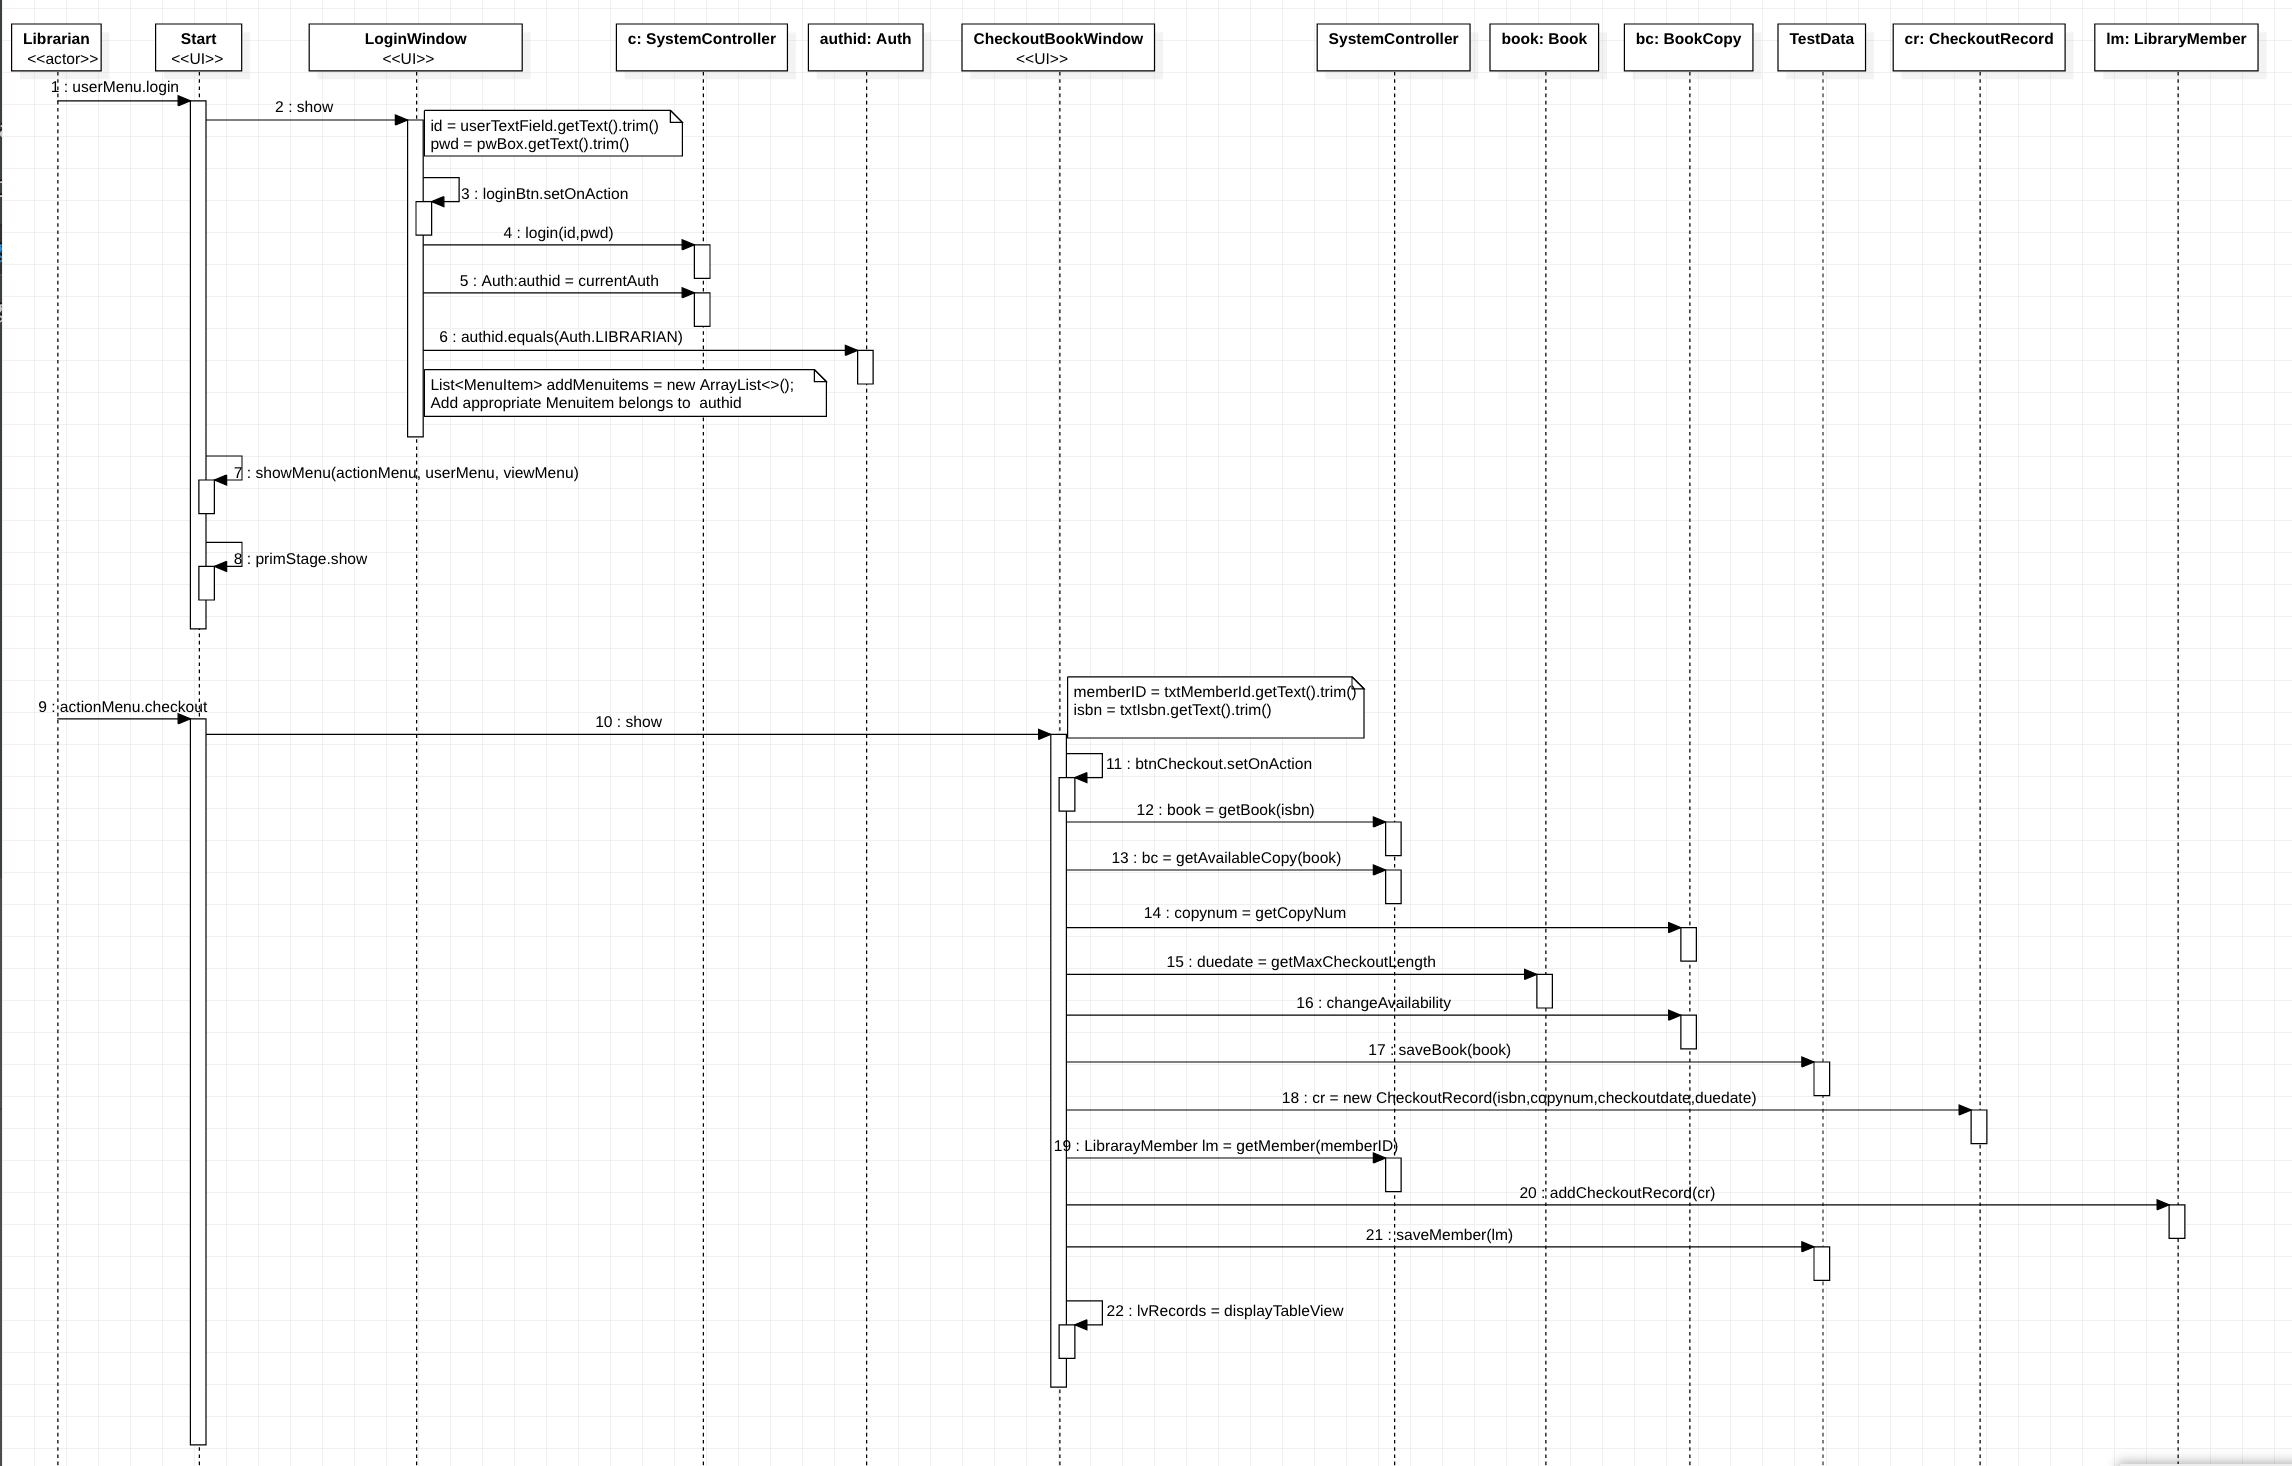 Librarian
<<actor>>
Start
<<UI>>
LoginWindow
<<UI>>
c: SystemController
authid: Auth
CheckoutBookWindow
<<UI>>
SystemController
book: Book
bc: BookCopy
TestData
cr: CheckoutRecord
lm: LibraryMember
1 : userMenu.login
2 : show
id = userTextField.getText().trim()
pwd = pwBox.getText().trim()
3 : loginBtn.setOnAction
4 : login(id,pwd)
5 : Auth:authid = currentAuth
6 : authid.equals(Auth.LIBRARIAN)
List<MenuItem> addMenuitems = new ArrayList<>();
Add appropriate Menuitem belongs to  authid
7 : showMenu(actionMenu, userMenu, viewMenu)
8 : primStage.show
memberID = txtMemberId.getText().trim()
isbn = txtIsbn.getText().trim()
9 : actionMenu.checkout
10 : show
11 : btnCheckout.setOnAction
12 : book = getBook(isbn)
13 : bc = getAvailableCopy(book)
14 : copynum = getCopyNum
15 : duedate = getMaxCheckoutLength
16 : changeAvailability
17 : saveBook(book)
18 : cr = new CheckoutRecord(isbn,copynum,checkoutdate,duedate)
19 : LibrarayMember lm = getMember(memberID)
20 : addCheckoutRecord(cr)
21 : saveMember(lm)
22 : lvRecords = displayTableView